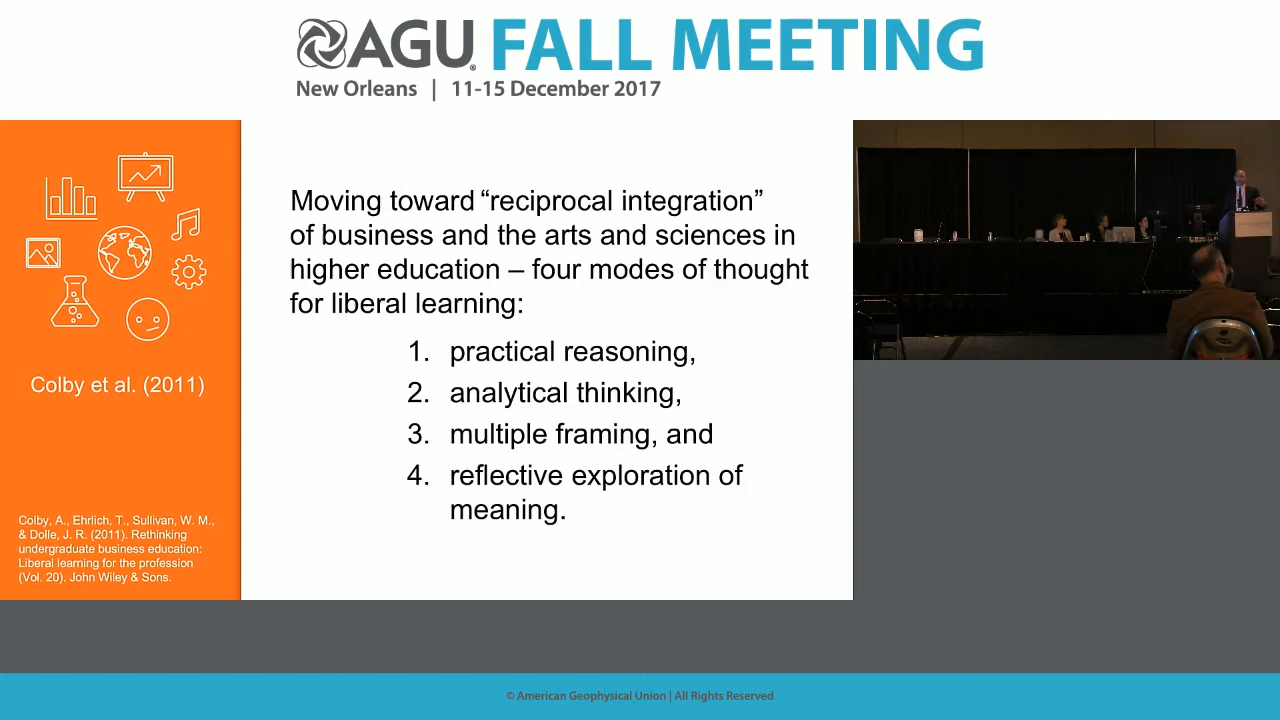 AGU FALL MEETING
New Orleans | 11-15 December 2017
Moving toward “reciprocal integration”
of business and the arts and sciences in
higher education – four modes of thought
for liberal learning:
1. practical reasoning,
2. analytical thinking,
3. multiple framing, and
4. reflective exploration of
meaning.
Colby et al. (2011)
Colby, A., Ehrlich, T., Sullivan, W. M.,
& Dolle, J. R. (2011). Rethinking
undergraduate business education:
Liberal learning for the profession
(Vol. 20). John Wiley & Sons.
© American Geophysical Union | All Rights Reserved